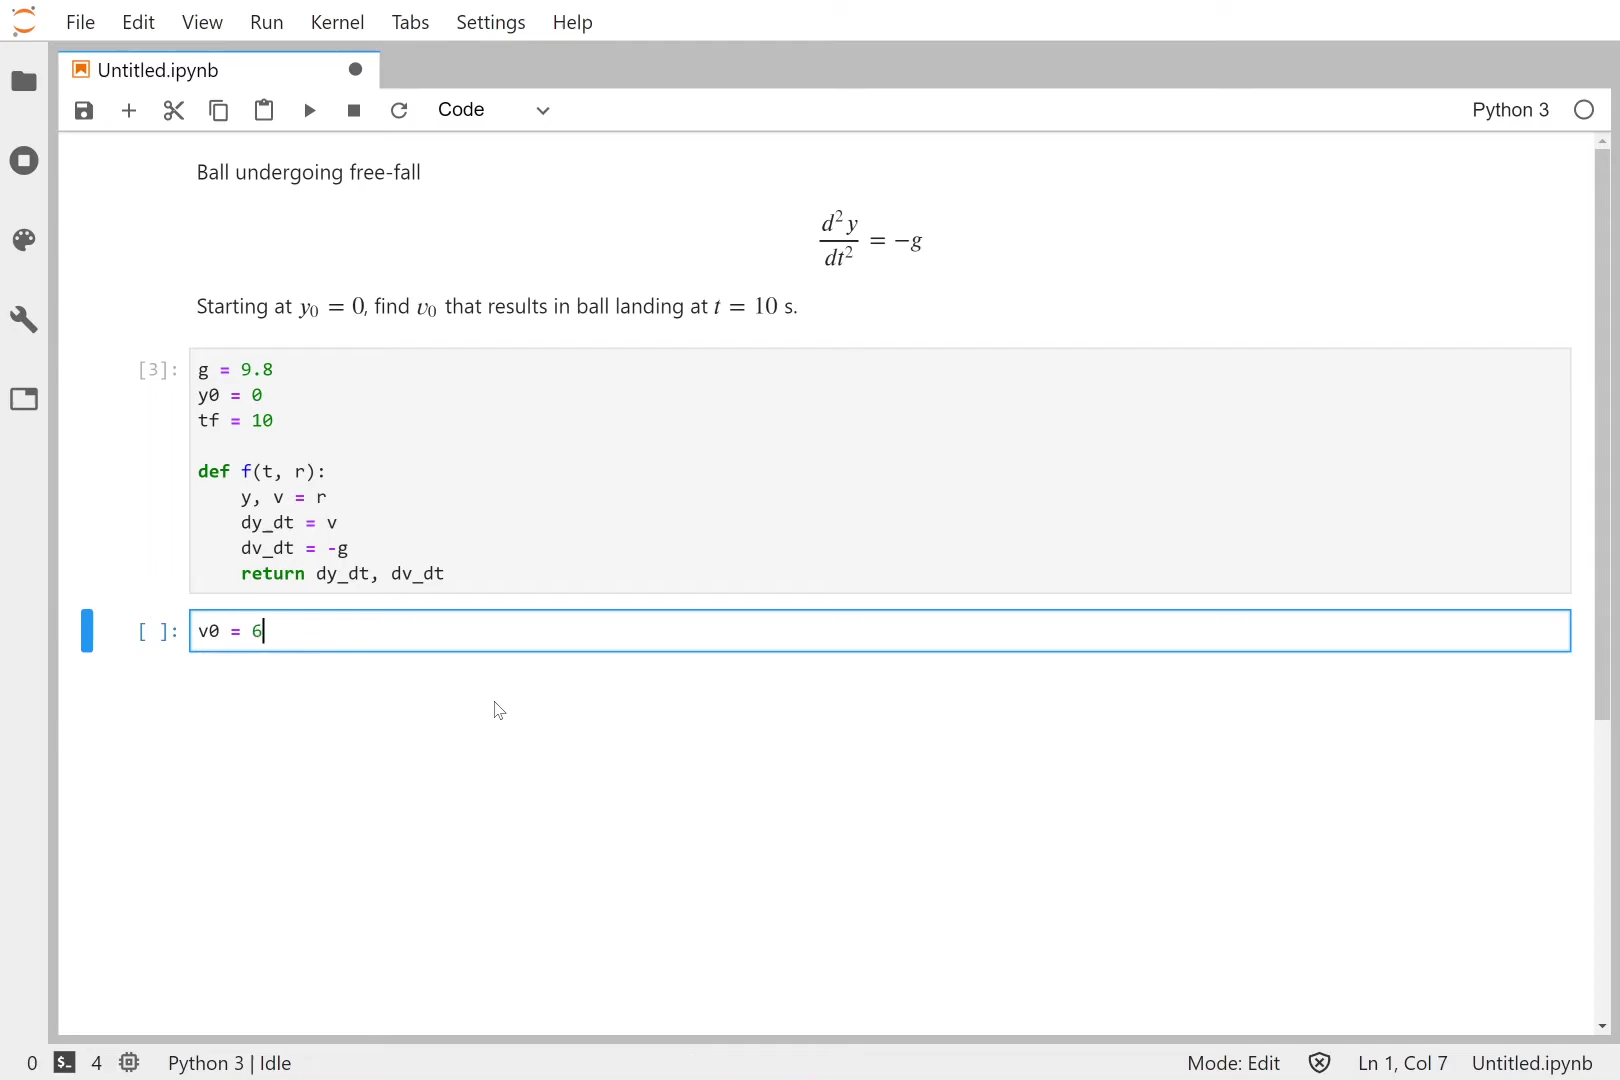 File Edit View Run Kernel Tabs Settings Help
Untitled.ipynb
Code
Python 3
Ball undergoing free-fall
d²y/dt² = −g
Starting at y₀ = 0, find v₀ that results in ball landing at t = 10 s.
[3]:
g = 9.8
y0 = 0
tf = 10
def f(t, r):
    y, v = r
    dy_dt = v
    dv_dt = -g
    return dy_dt, dv_dt
[ ]:
v0 = 6
0 $_ 4 Python 3 | Idle Mode: Edit Ln 1, Col 7 Untitled.ipynb